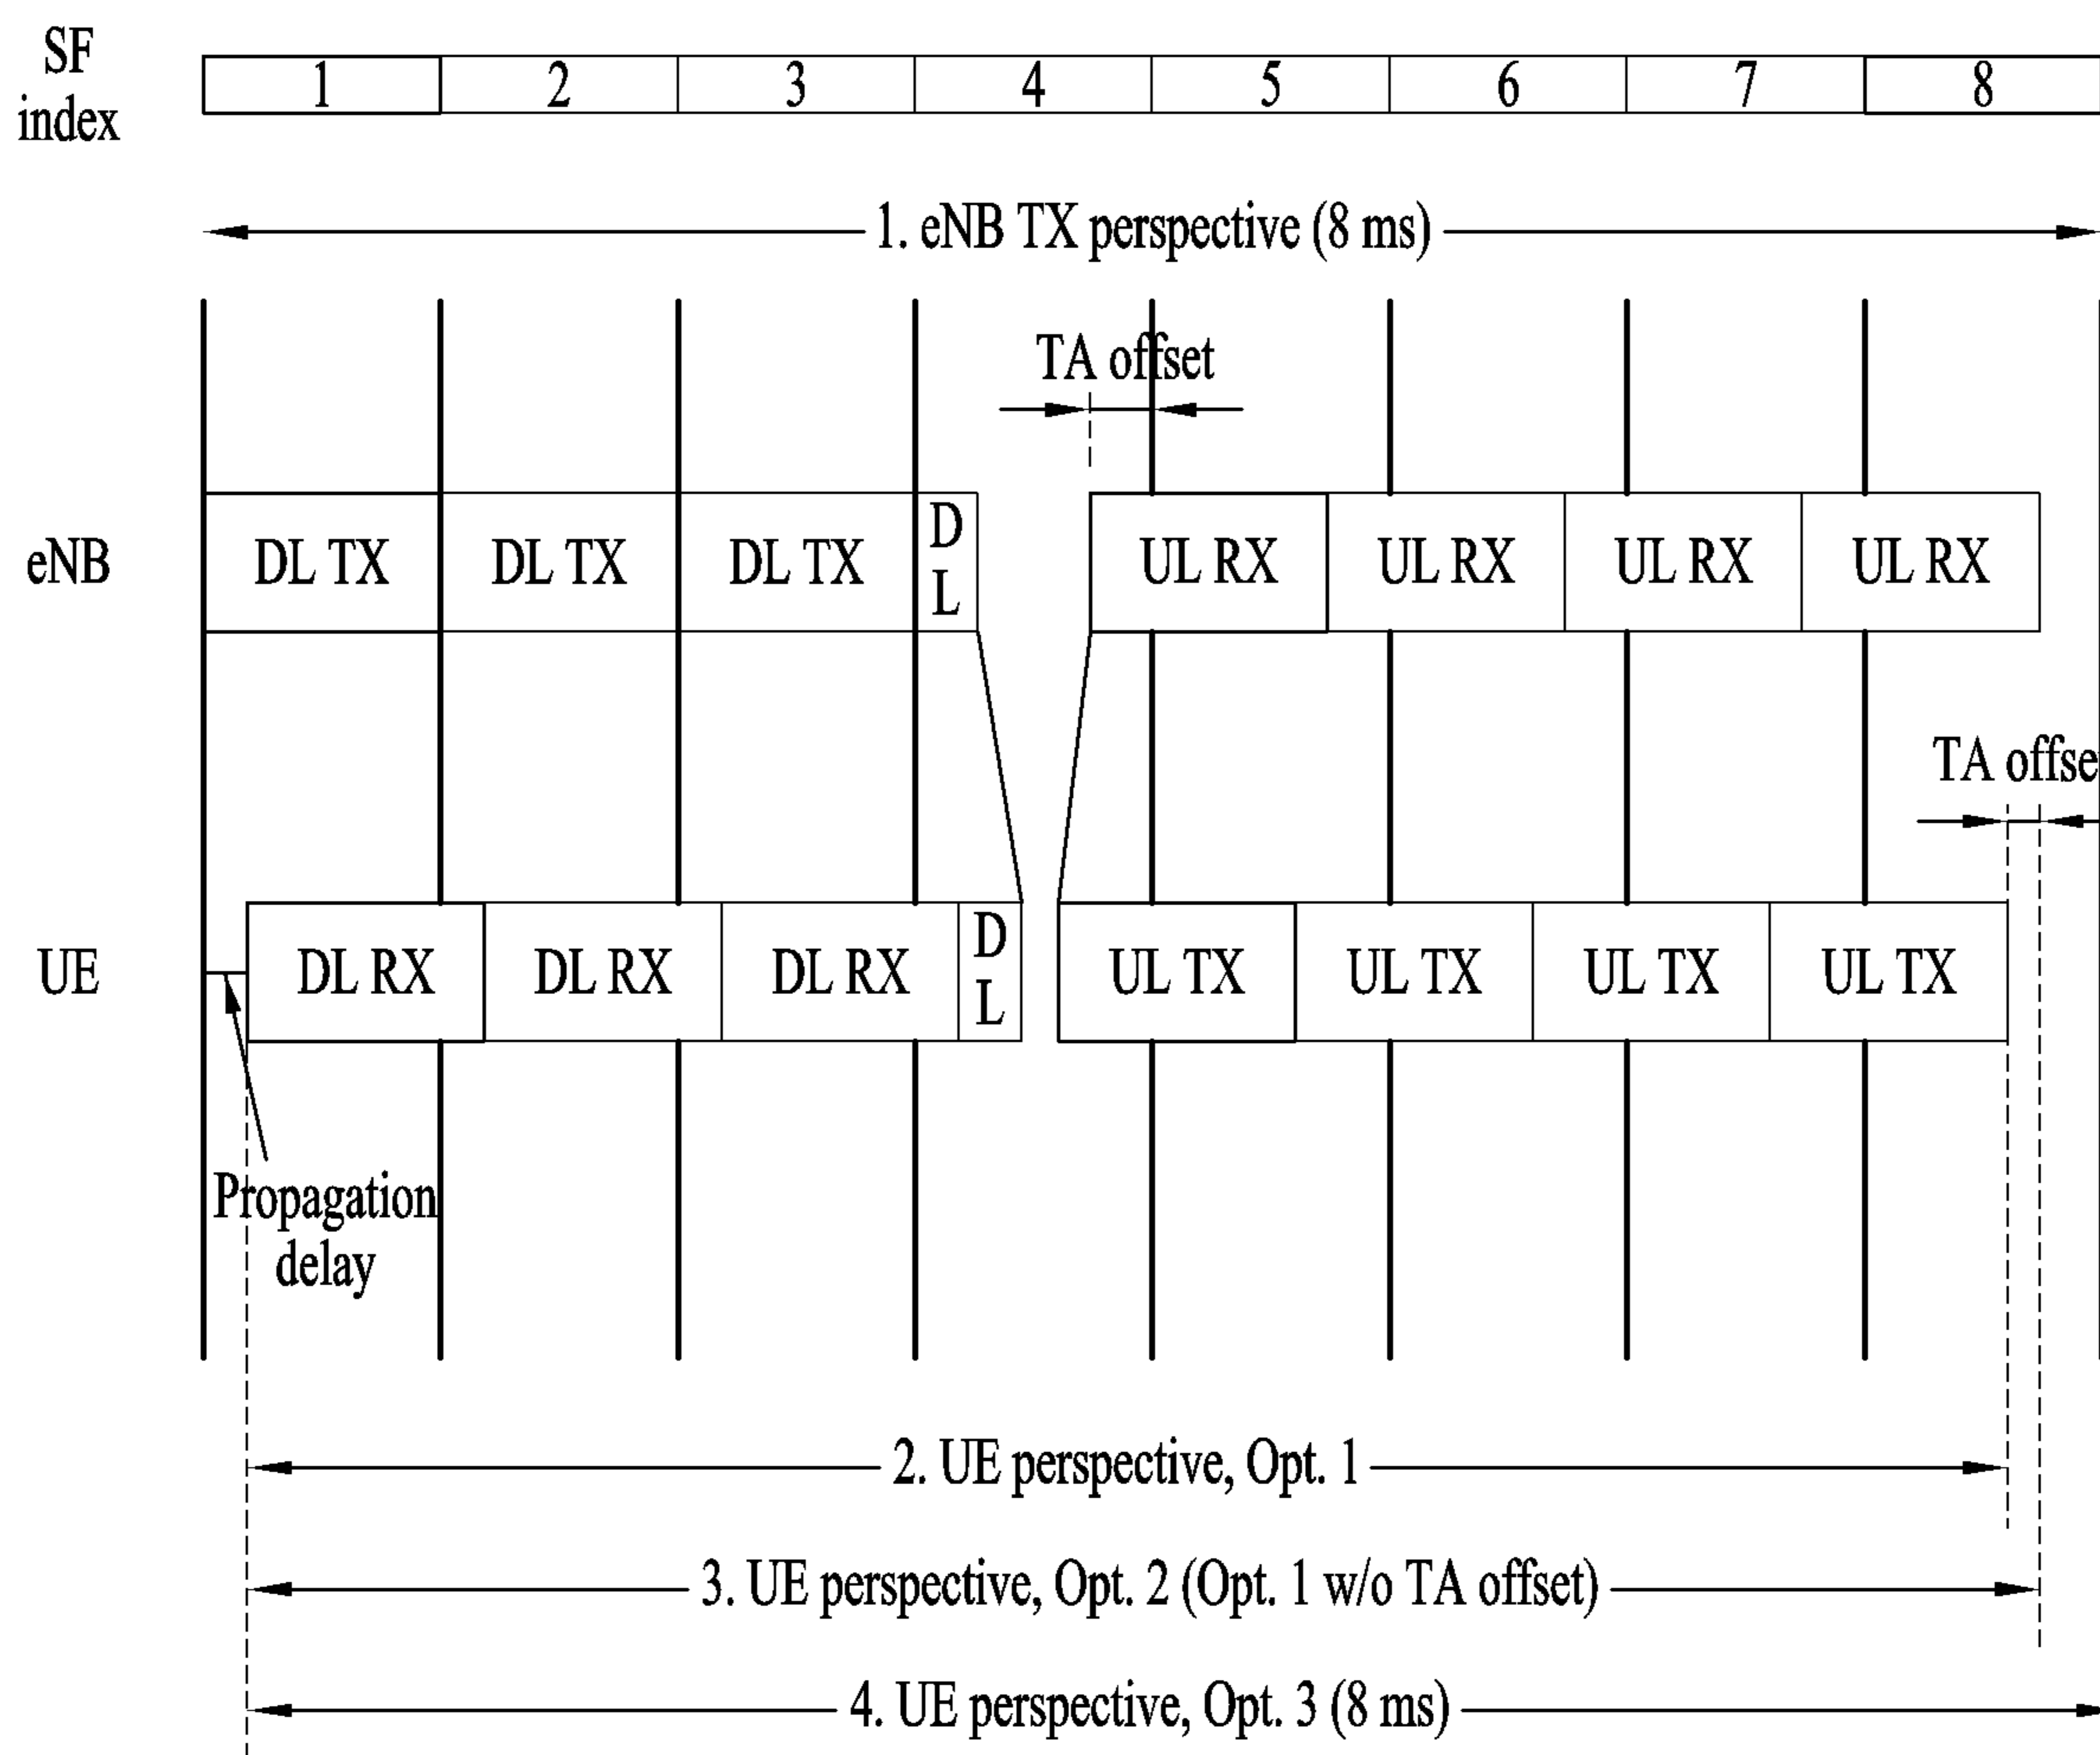 SF
index
1 2 3 4 5 6 7 8
1. eNB TX perspective (8 ms)
TA offset
eNB
DL TX DL TX DL TX D
L
UL RX UL RX UL RX UL RX
TA offse
UE
DL RX DL RX DL RX D
L
UL TX UL TX UL TX UL TX
Propagation
delay
2. UE perspective, Opt. 1
3. UE perspective, Opt. 2 (Opt. 1 w/o TA offset)
4. UE perspective, Opt. 3 (8 ms)